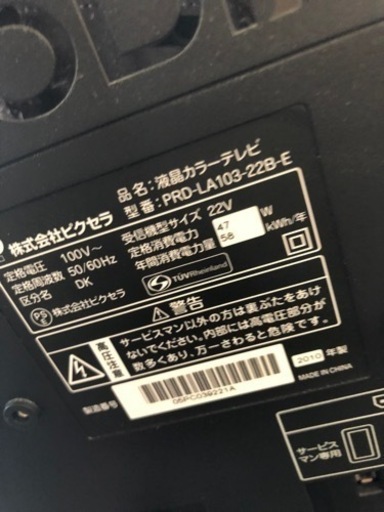 品名：液晶カラーテレビ
型番：PRD-LA103-22B-E
株式会社ピクセラ
定格電圧 100V～
定格周波数 50/60Hz
区分名 DK
受信機型サイズ 22V
定格消費電力 47 W
年間消費電力量 56 kWh/年
PS E 株式会社ピクセラ
S TÜVRheinland
警告
高圧注意
サービスマン以外の方は裏ぶたをあけ
ないでください。内部には高電圧部分が
数多くあり、万一さわると危険です。
製造番号
05PC039221A
2010 年製
MADE IN CHINA
サービス
マン専用